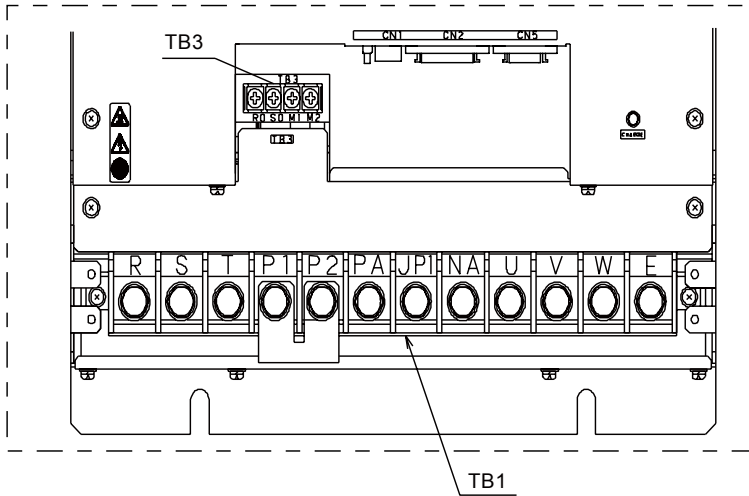 CN1 CN2 CN5
TB3
TB3
R0 S0 M1 M2
TB3
CHARGE
R S T P1 P2 PA JP1 NA U V W E
TB1